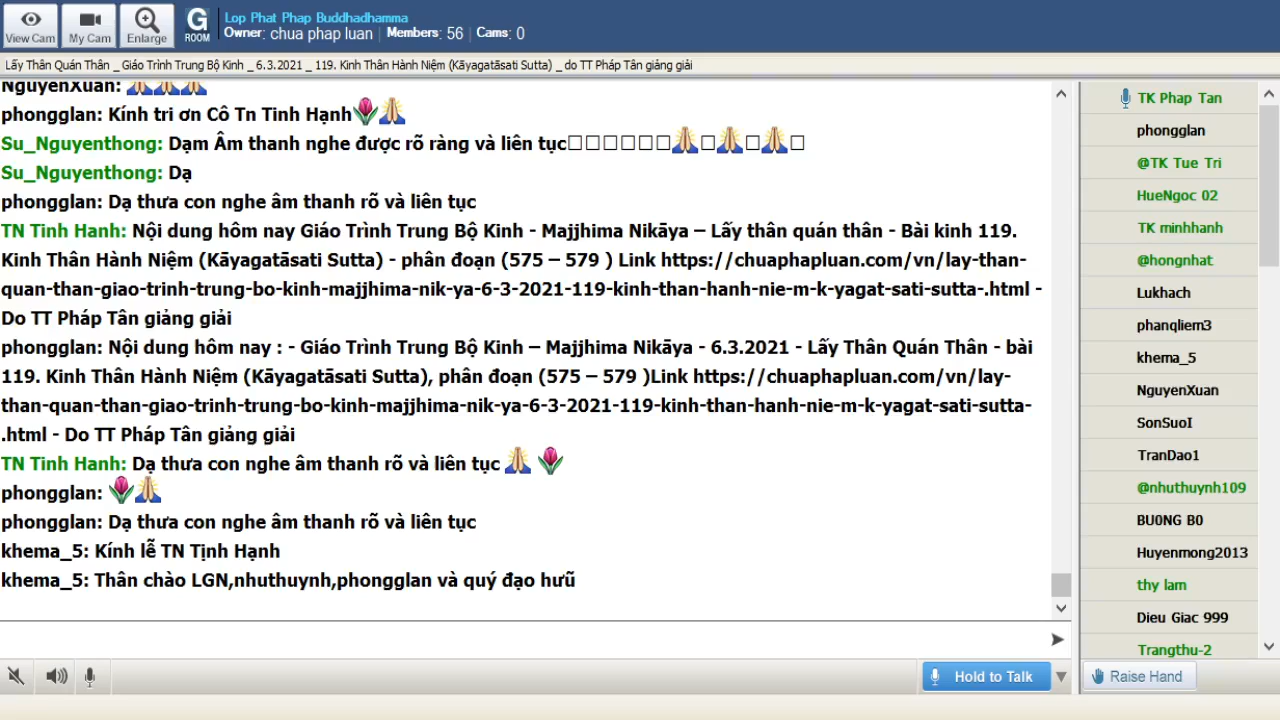 View Cam
My Cam
Enlarge
G
ROOM
Lop Phat Phap Buddhadhamma
Owner: chua phap luan | Members: 56 | Cams: 0
Lấy Thân Quán Thân _ Giáo Trình Trung Bộ Kinh _ 6.3.2021 _ 119. Kinh Thân Hành Niệm (Kāyagatāsati Sutta) _ do TT Pháp Tân giảng giải
NguyenXuan: 🙏🙏🙏
phongglan: Kính tri ơn Cô Tn Tinh Hạnh🌷🙏
Su_Nguyenthong: Dạm Âm thanh nghe được rõ ràng và liên tục□□□□□□🙏□🙏□🙏□
Su_Nguyenthong: Dạ
phongglan: Dạ thưa con nghe âm thanh rõ và liên tục
TN Tinh Hanh: Nội dung hôm nay Giáo Trình Trung Bộ Kinh - Majjhima Nikāya – Lấy thân quán thân - Bài kinh 119.
Kinh Thân Hành Niệm (Kāyagatāsati Sutta) - phân đoạn (575 – 579 ) Link https://chuaphapluan.com/vn/lay-than-
quan-than-giao-trinh-trung-bo-kinh-majjhima-nik-ya-6-3-2021-119-kinh-than-hanh-nie-m-k-yagat-sati-sutta-.html -
Do TT Pháp Tân giảng giải
phongglan: Nội dung hôm nay : - Giáo Trình Trung Bộ Kinh – Majjhima Nikāya - 6.3.2021 - Lấy Thân Quán Thân - bài
119. Kinh Thân Hành Niệm (Kāyagatāsati Sutta), phân đoạn (575 – 579 )Link https://chuaphapluan.com/vn/lay-
than-quan-than-giao-trinh-trung-bo-kinh-majjhima-nik-ya-6-3-2021-119-kinh-than-hanh-nie-m-k-yagat-sati-sutta-
.html - Do TT Pháp Tân giảng giải
TN Tinh Hanh: Dạ thưa con nghe âm thanh rõ và liên tục 🙏 🌷
phongglan: 🌷🙏
phongglan: Dạ thưa con nghe âm thanh rõ và liên tục
khema_5: Kính lễ TN Tịnh Hạnh
khema_5: Thân chào LGN,nhuthuynh,phongglan và quý đạo hưũ
TK Phap Tan
phongglan
@TK Tue Tri
HueNgoc 02
TK minhhanh
@hongnhat
Lukhach
phanqliem3
khema_5
NguyenXuan
SonSuoI
TranDao1
@nhuthuynh109
BU0NG B0
Huyenmong2013
thy lam
Dieu Giac 999
Trangthu-2
Hold to Talk
Raise Hand